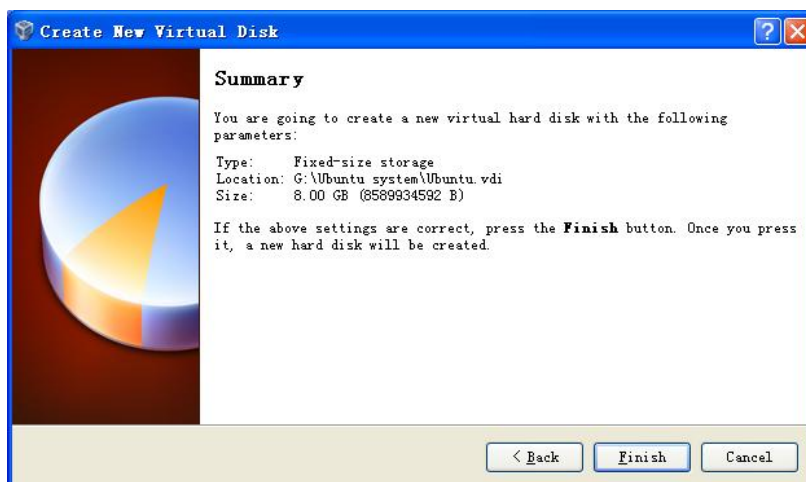 Create New Virtual Disk
Summary
You are going to create a new virtual hard disk with the following
parameters:
Type: Fixed-size storage
Location: G:\Ubuntu system\Ubuntu.vdi
Size: 8.00 GB (8589934592 B)
If the above settings are correct, press the Finish button. Once you press
it, a new hard disk will be created.
< Back Finish Cancel